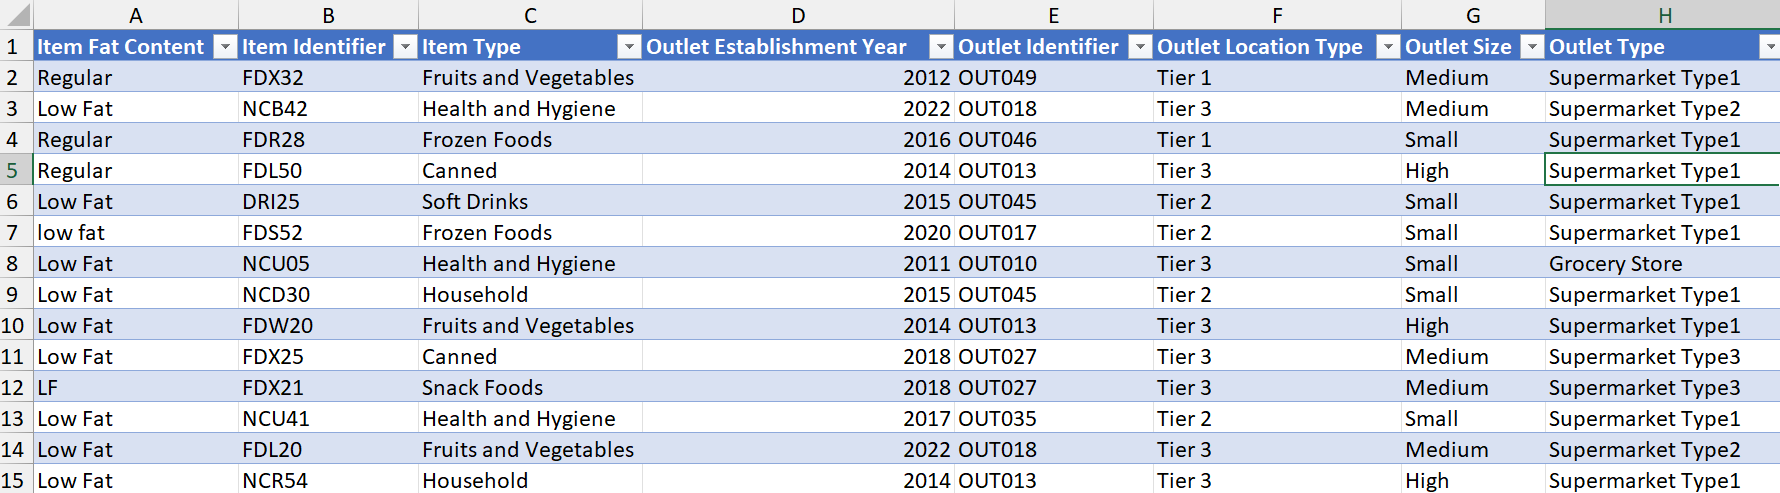 A B C D E F G H
1 Item Fat Content Item Identifier Item Type Outlet Establishment Year Outlet Identifier Outlet Location Type Outlet Size Outlet Type
2 Regular FDX32 Fruits and Vegetables 2012 OUT049 Tier 1 Medium Supermarket Type1
3 Low Fat NCB42 Health and Hygiene 2022 OUT018 Tier 3 Medium Supermarket Type2
4 Regular FDR28 Frozen Foods 2016 OUT046 Tier 1 Small Supermarket Type1
5 Regular FDL50 Canned 2014 OUT013 Tier 3 High Supermarket Type1
6 Low Fat DRI25 Soft Drinks 2015 OUT045 Tier 2 Small Supermarket Type1
7 low fat FDS52 Frozen Foods 2020 OUT017 Tier 2 Small Supermarket Type1
8 Low Fat NCU05 Health and Hygiene 2011 OUT010 Tier 3 Small Grocery Store
9 Low Fat NCD30 Household 2015 OUT045 Tier 2 Small Supermarket Type1
10 Low Fat FDW20 Fruits and Vegetables 2014 OUT013 Tier 3 High Supermarket Type1
11 Low Fat FDX25 Canned 2018 OUT027 Tier 3 Medium Supermarket Type3
12 LF FDX21 Snack Foods 2018 OUT027 Tier 3 Medium Supermarket Type3
13 Low Fat NCU41 Health and Hygiene 2017 OUT035 Tier 2 Small Supermarket Type1
14 Low Fat FDL20 Fruits and Vegetables 2022 OUT018 Tier 3 Medium Supermarket Type2
15 Low Fat NCR54 Household 2014 OUT013 Tier 3 High Supermarket Type1